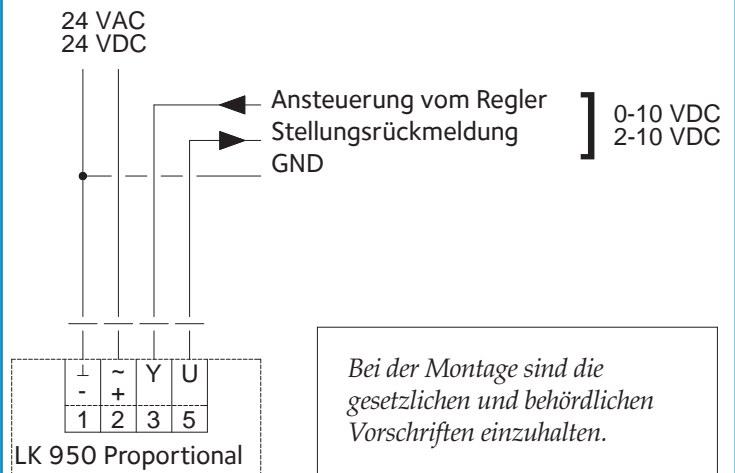 24 VAC
24 VDC
Ansteuerung vom Regler
Stellungsrückmeldung
GND
] 0-10 VDC
2-10 VDC
⊥ ~ Y U
- +
1 2 3 5
LK 950 Proportional
Bei der Montage sind die
gesetzlichen und behördlichen
Vorschriften einzuhalten.